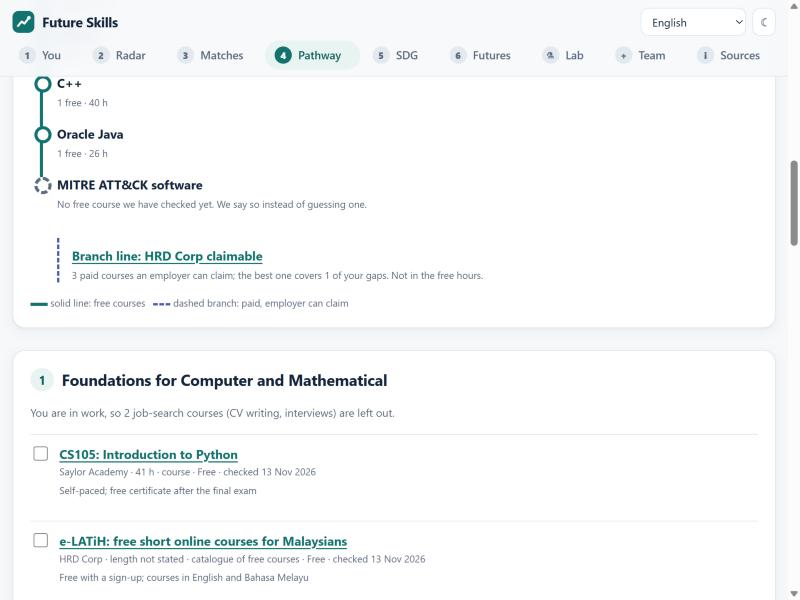 Future Skills
English
1 You
2 Radar
3 Matches
4 Pathway
5 SDG
6 Futures
Lab
+ Team
i Sources
C++
1 free · 40 h
Oracle Java
1 free · 26 h
MITRE ATT&CK software
No free course we have checked yet. We say so instead of guessing one.
Branch line: HRD Corp claimable
3 paid courses an employer can claim; the best one covers 1 of your gaps. Not in the free hours.
solid line: free courses
dashed branch: paid, employer can claim
1 Foundations for Computer and Mathematical
You are in work, so 2 job-search courses (CV writing, interviews) are left out.
CS105: Introduction to Python
Saylor Academy · 41 h · course · Free · checked 13 Nov 2026
Self-paced; free certificate after the final exam
e-LATiH: free short online courses for Malaysians
HRD Corp · length not stated · catalogue of free courses · Free · checked 13 Nov 2026
Free with a sign-up; courses in English and Bahasa Melayu